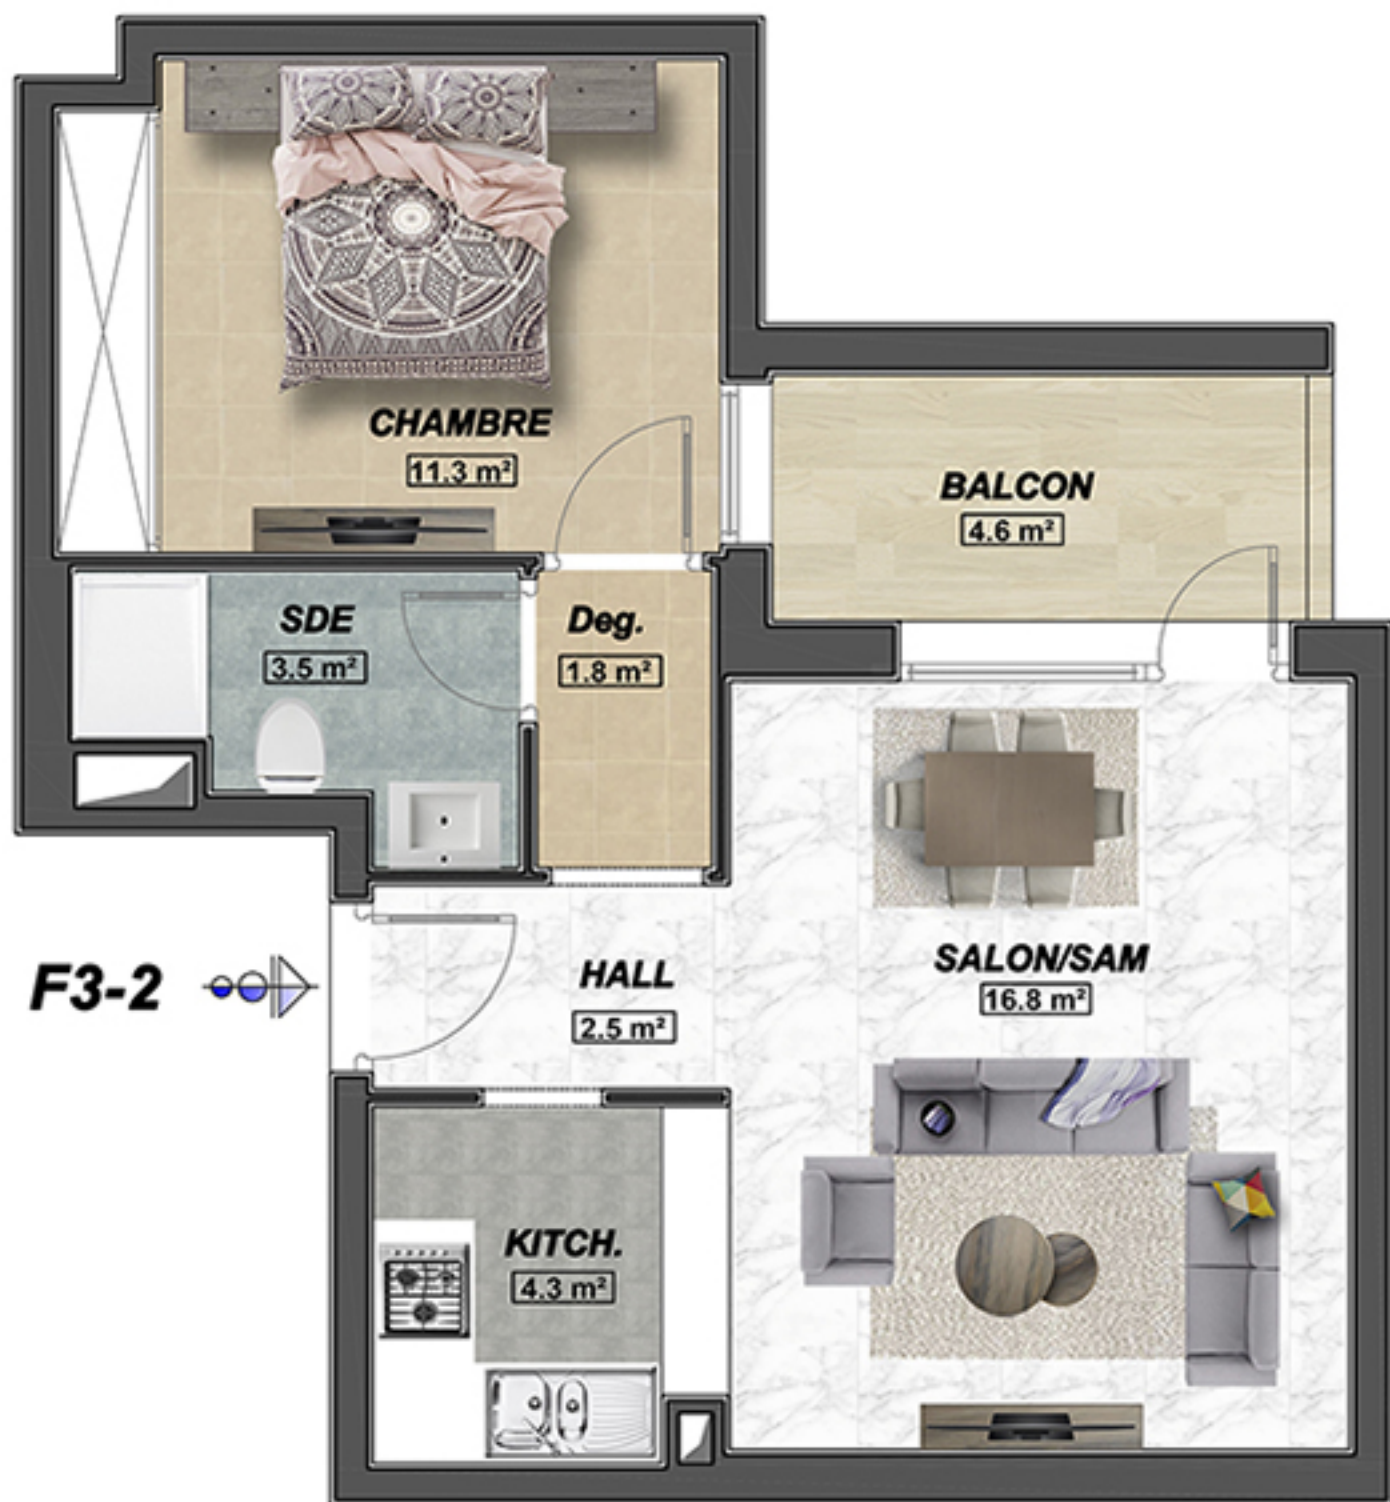 CHAMBRE
11.3 m²
BALCON
4.6 m²
SDE
3.5 m²
Deg.
1.8 m²
F3-2
HALL
2.5 m²
SALON/SAM
16.8 m²
KITCH.
4.3 m²